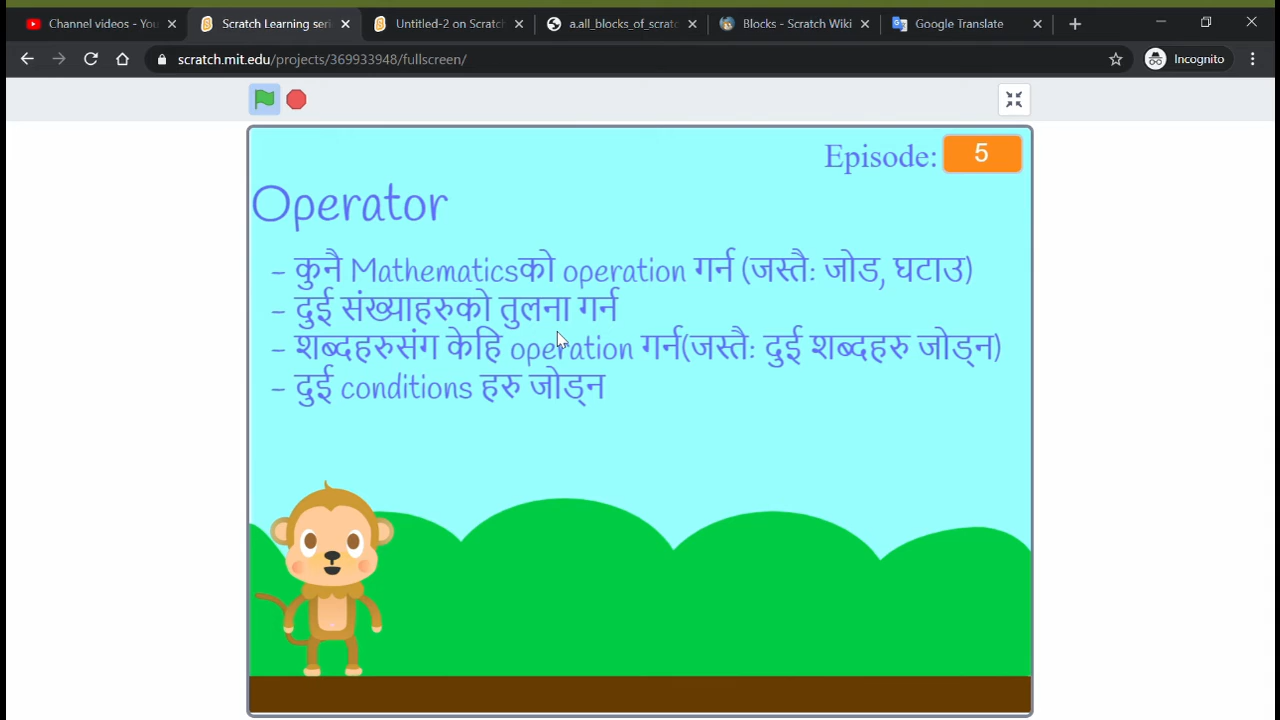 Channel videos - You
Scratch Learning seri
Untitled-2 on Scratch
a.all_blocks_of_scratc
Blocks - Scratch Wiki
Google Translate
scratch.mit.edu/projects/369933948/fullscreen/
Incognito
Episode: 5
Operator
- कुनै Mathematicsको operation गर्न (जस्तै: जोड, घटाउ)
- दुई संख्याहरुको तुलना गर्न
- शब्दहरुसंग केहि operation गर्न(जस्तै: दुई शब्दहरु जोड्न)
- दुई conditions हरु जोड्न